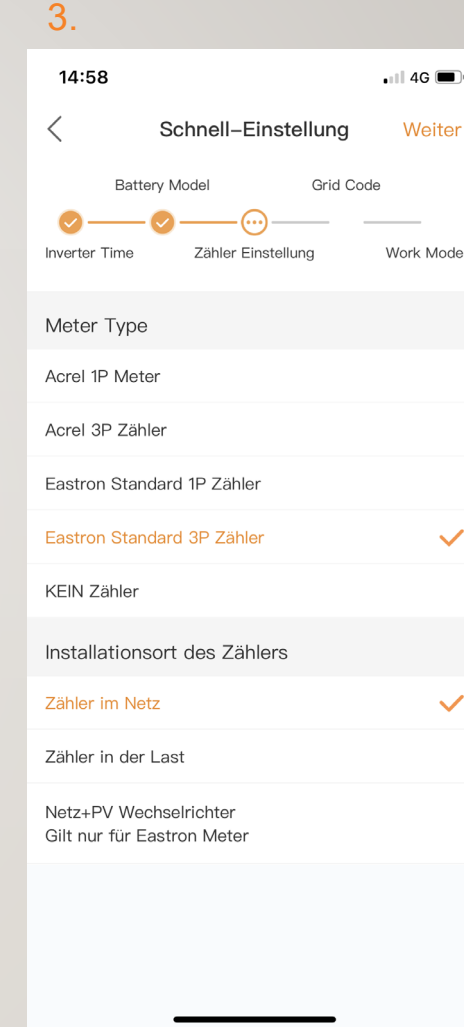 3.
14:58
4G
Schnell-Einstellung
Weiter
Battery Model
Grid Code
Inverter Time
Zähler Einstellung
Work Mode
Meter Type
Acrel 1P Meter
Acrel 3P Zähler
Eastron Standard 1P Zähler
Eastron Standard 3P Zähler
KEIN Zähler
Installationsort des Zählers
Zähler im Netz
Zähler in der Last
Netz+PV Wechselrichter
Gilt nur für Eastron Meter